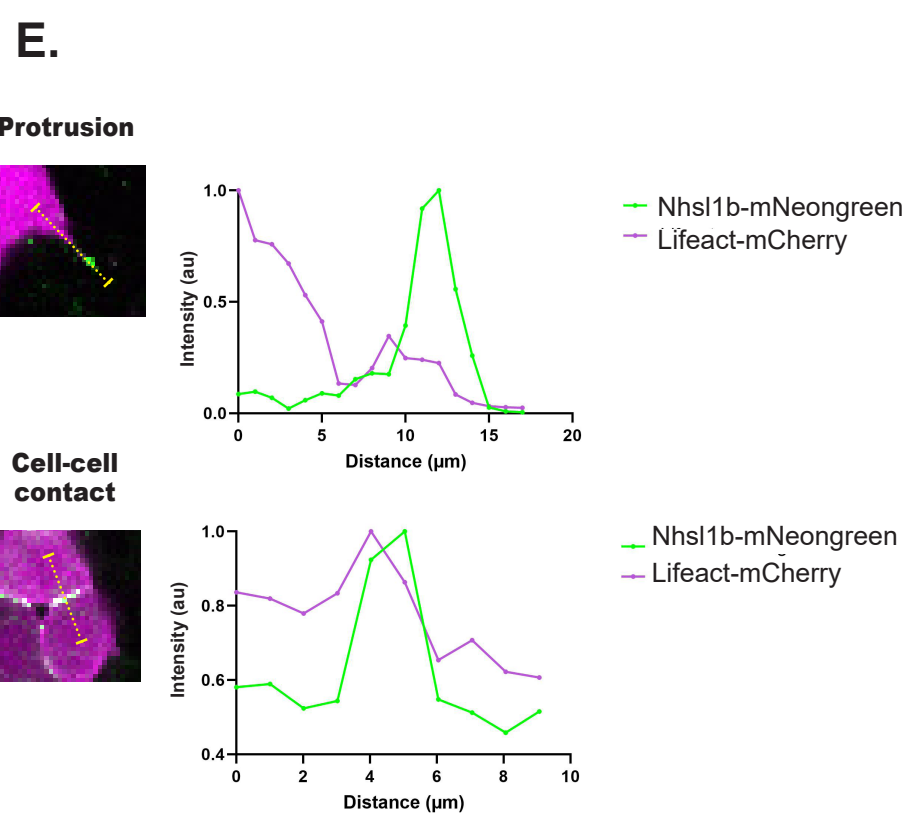 E.
Protrusion
1.0
0.5
0.0
Intensity (au)
0 5 10 15 20
Distance (µm)
Nhsl1b-mNeongreen
Lifeact-mCherry
Cell-cell
contact
1.0
0.8
0.6
0.4
Intensity (au)
0 2 4 6 8 10
Distance (µm)
Nhsl1b-mNeongreen
Lifeact-mCherry